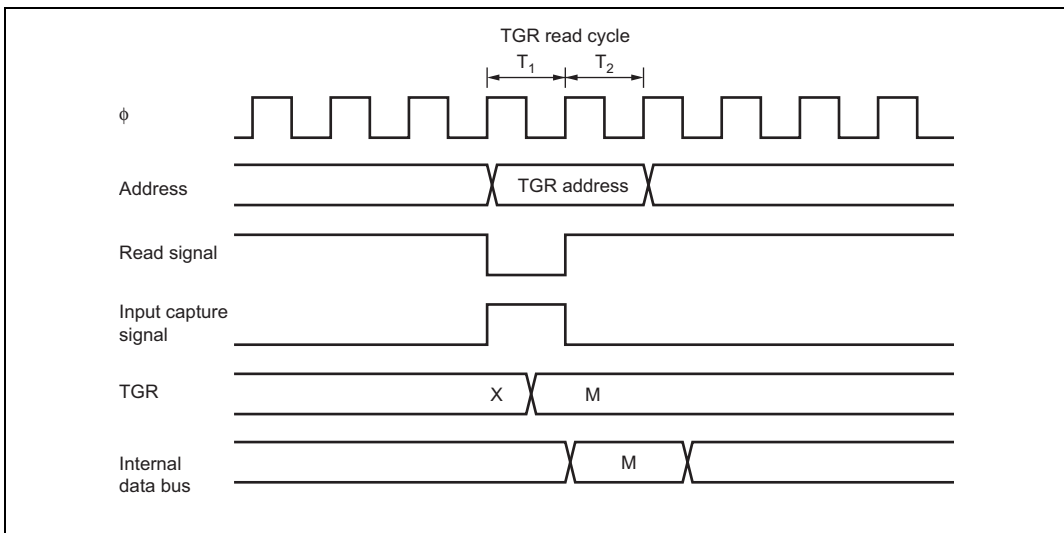 TGR read cycle
T1 T2
ϕ
Address
TGR address
Read signal
Input capture
signal
TGR
X
M
Internal
data bus
M